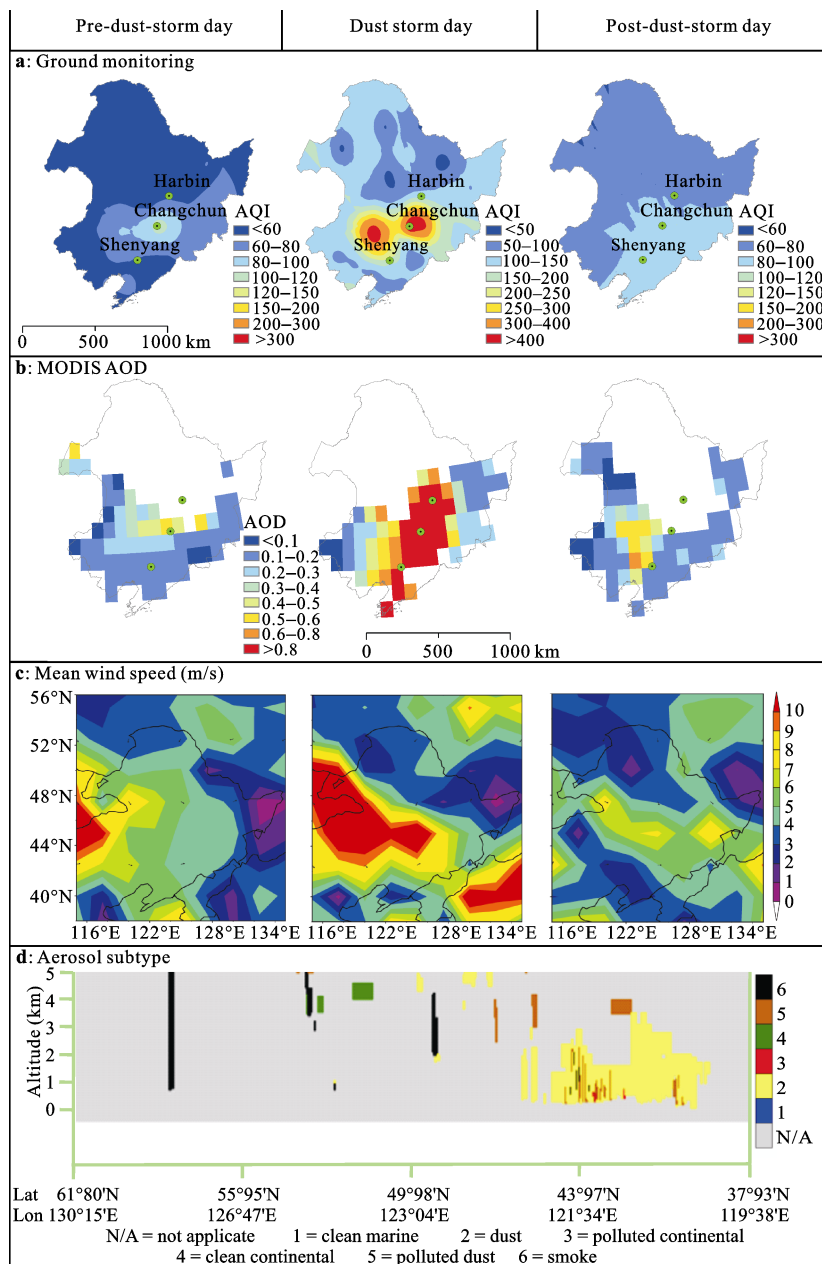 Pre-dust-storm day
Dust storm day
Post-dust-storm-day
a: Ground monitoring
Harbin
Changchun
Shenyang
AQI
<60
60–80
80–100
100–120
120–150
150–200
200–300
>300
0 500 1000 km
Harbin
Changchun
Shenyang
AQI
<50
50–100
100–150
150–200
200–250
250–300
300–400
>400
Harbin
Changchun
Shenyang
AQI
<60
60–80
80–100
100–120
120–150
150–200
200–300
>300
b: MODIS AOD
AOD
<0.1
0.1–0.2
0.2–0.3
0.3–0.4
0.4–0.5
0.5-0.6
0.6–0.8
>0.8
0 500 1000 km
c: Mean wind speed (m/s)
56°N
52°N
48°N
44°N
40°N
116°E 122°E 128°E 134°E
116°E 122°E 128°E 134°E
116°E 122°E 128°E 134°E
10
9
8
7
6
5
4
3
2
1
0
d: Aerosol subtype
Altitude (km)
5
4
3
2
1
0
6
5
4
3
2
1
N/A
Lat 61°80'N 55°95'N 49°98'N 43°97'N 37°93'N
Lon 130°15'E 126°47'E 123°04'E 121°34'E 119°38'E
N/A = not applicate 1 = clean marine 2 = dust 3 = polluted continental
4 = clean continental 5 = polluted dust 6 = smoke